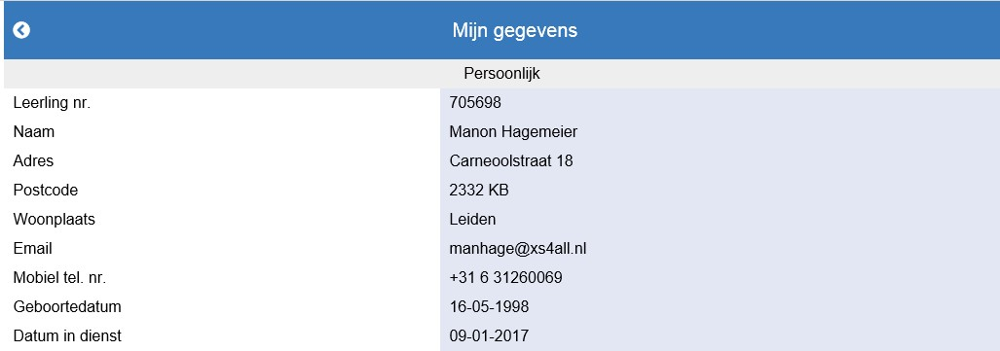 Mijn gegevens
Persoonlijk
Leerling nr. 705698
Naam Manon Hagemeier
Adres Carneoolstraat 18
Postcode 2332 KB
Woonplaats Leiden
Email manhage@xs4all.nl
Mobiel tel. nr. +31 6 31260069
Geboortedatum 16-05-1998
Datum in dienst 09-01-2017